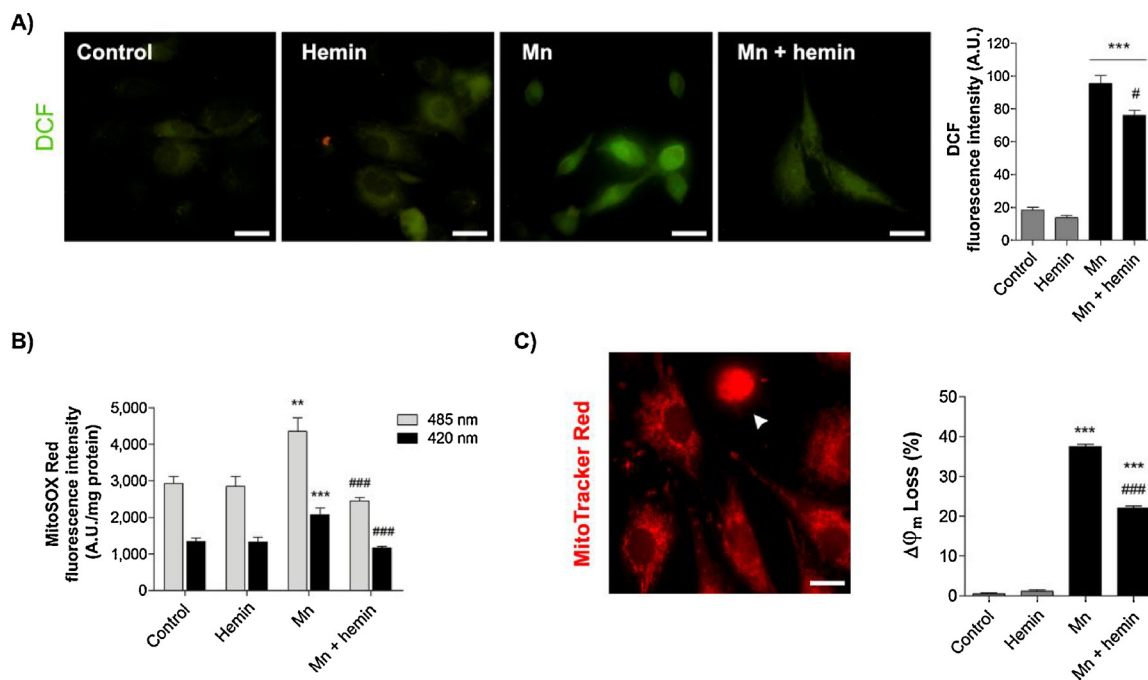 A)
Control
Hemin
Mn
Mn + hemin
DCF
DCF
fluorescence intensity (A.U.)
120
100
80
60
40
20
0
***
#
Control
Hemin
Mn
Mn + hemin
B)
MitoSOX Red
fluorescence intensity
(A.U./mg protein)
5,000
4,000
3,000
2,000
1,000
0
**
***
###
###
485 nm
420 nm
Control
Hemin
Mn
Mn + hemin
C)
MitoTracker Red
Δφm Loss (%)
50
40
30
20
10
0
***
***
###
Control
Hemin
Mn
Mn + hemin